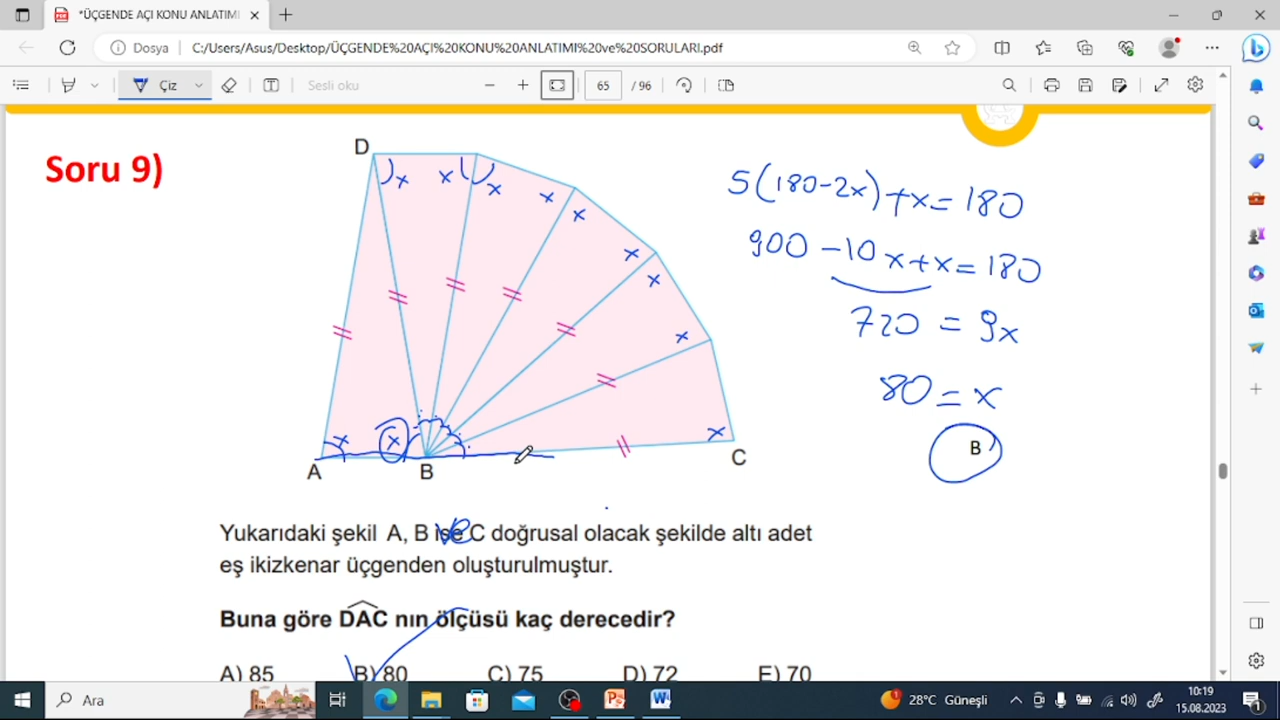 *ÜÇGENDE AÇI KONU ANLATIMI
Dosya
C:/Users/Asus/Desktop/ÜÇGENDE%20AÇI%20KONU%20ANLATIMI%20ve%20SORULARI.pdf
Çiz
Sesli oku
65 / 96
Soru 9)
D
x x x x x x x x x
x x
A B C
5(180-2x)+x=180
900 -10x+x=180
720 = 9x
80=x
B
Yukarıdaki şekil A, B ise C doğrusal olacak şekilde altı adet
ve
eş ikizkenar üçgenden oluşturulmuştur.
Buna göre DAC nın ölçüsü kaç derecedir?
A) 85 B) 80 C) 75 D) 72 E) 70
Ara
28°C Güneşli
10:19
15.08.2023